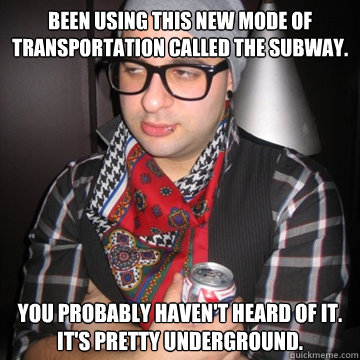 BEEN USING THIS NEW MODE OF
TRANSPORTATION CALLED THE SUBWAY.
YOU PROBABLY HAVEN'T HEARD OF IT.
IT'S PRETTY UNDERGROUND.
quickmeme.com